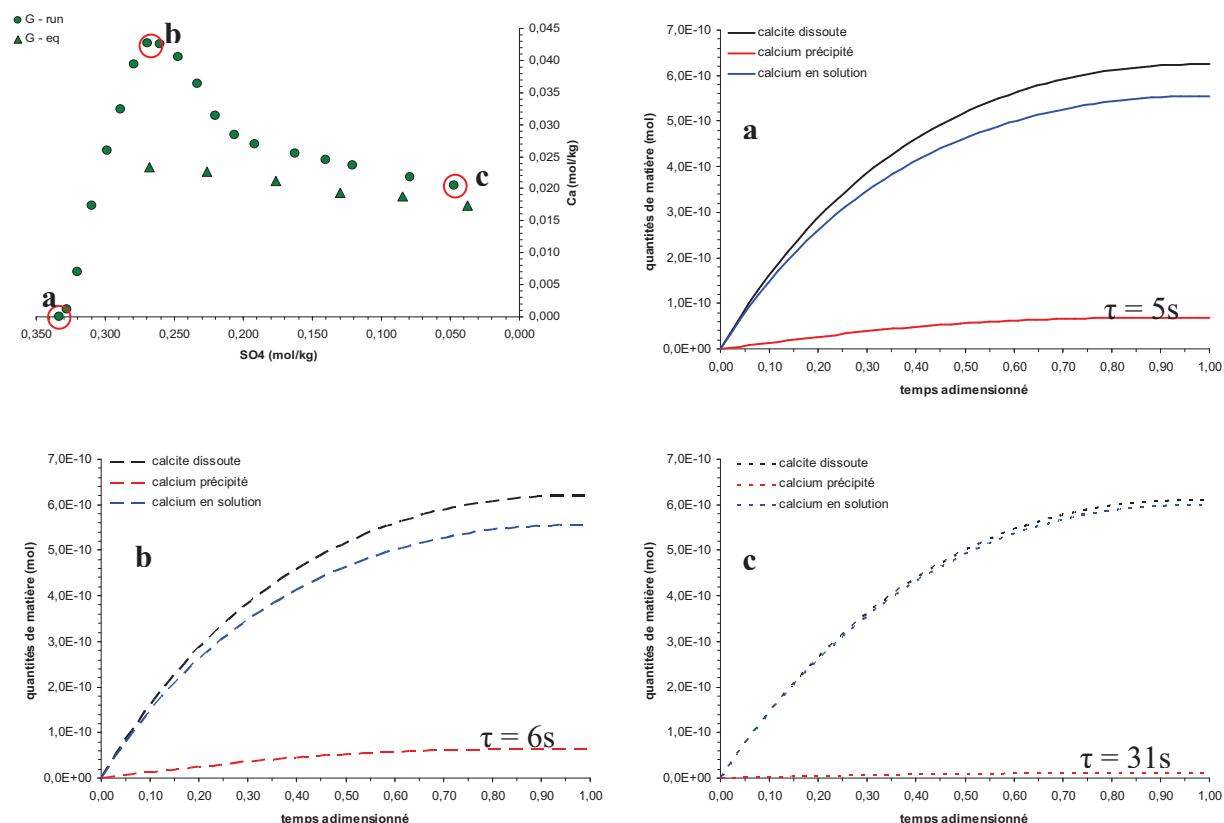 G - run
G - eq
b
a
c
0,045
0,040
0,035
0,030
0,025
0,020
0,015
0,010
0,005
0,000
Ca (mol/kg)
0,350 0,300 0,250 0,200 0,150 0,100 0,050 0,000
SO4 (mol/kg)
calcite dissoute
calcium précipité
calcium en solution
a
7,0E-10
6,0E-10
5,0E-10
4,0E-10
3,0E-10
2,0E-10
1,0E-10
0,0E+00
quantités de matière (mol)
τ = 5s
0,00 0,10 0,20 0,30 0,40 0,50 0,60 0,70 0,80 0,90 1,00
temps adimensionné
calcite dissoute
calcium précipité
calcium en solution
b
7,0E-10
6,0E-10
5,0E-10
4,0E-10
3,0E-10
2,0E-10
1,0E-10
0,0E+00
quantités de matière (mol)
τ = 6s
0,00 0,10 0,20 0,30 0,40 0,50 0,60 0,70 0,80 0,90 1,00
temps adimensionné
calcite dissoute
calcium précipité
calcium en solution
c
7,0E-10
6,0E-10
5,0E-10
4,0E-10
3,0E-10
2,0E-10
1,0E-10
0,0E+00
quantités de matière (mol)
τ = 31s
0,00 0,10 0,20 0,30 0,40 0,50 0,60 0,70 0,80 0,90 1,00
temps adimensionné